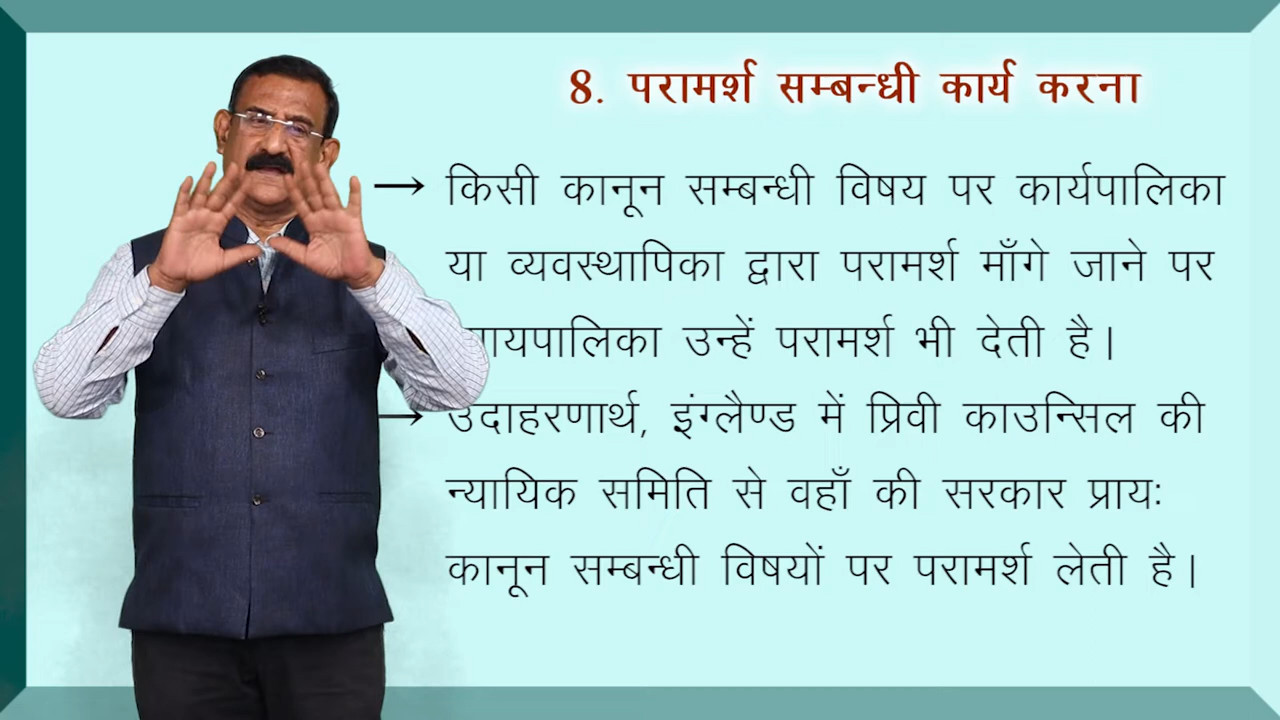 8. परामर्श सम्बन्धी कार्य करना
→ किसी कानून सम्बन्धी विषय पर कार्यपालिका
या व्यवस्थापिका द्वारा परामर्श माँगे जाने पर
उन्हें परामर्श भी देती है।
→ उदाहरणार्थ, इंग्लैण्ड में प्रिवी काउन्सिल की
न्यायिक समिति से वहाँ की सरकार प्रायः
कानून सम्बन्धी विषयों पर परामर्श लेती है।